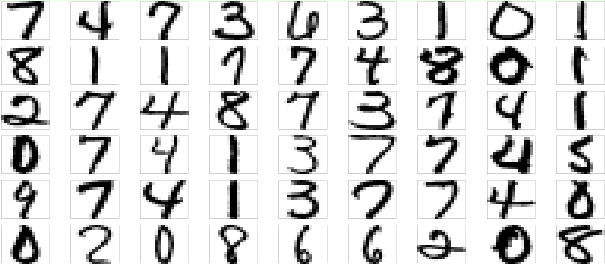 7 4 7 3 6 3 1 0 1
8 1 1 7 7 4 8 0 1
2 7 4 8 7 3 7 4 1
0 7 4 1 3 7 7 4 5
9 7 4 1 3 7 7 4 0
0 2 0 8 6 6 2 0 8